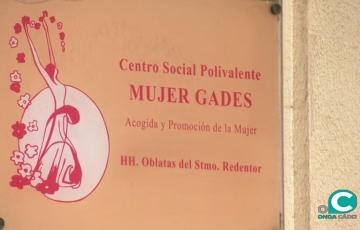 Centro Social Polivalente
MUJER GADES
Acogida y Promoción de la Mujer
HH. Oblatas del Stmo. Redentor
ONDA CÁDIZ